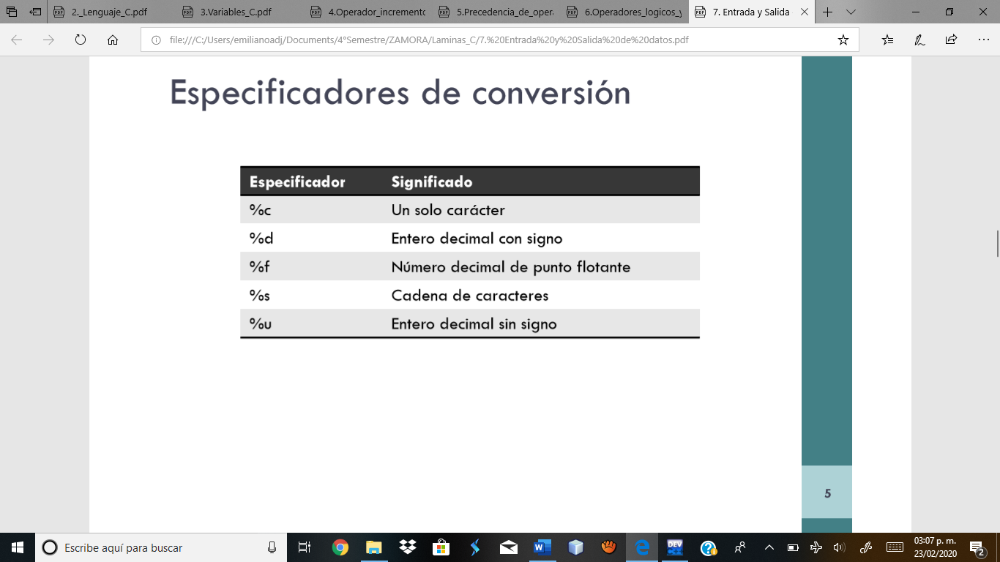 2._Lenguaje_C.pdf
3.Variables_C.pdf
4.Operador_incremento
5.Precedencia_de_oper
6.Operadores_logicos_y
7. Entrada y Salida
file:///C:/Users/emilianoadj/Documents/4°Semestre/ZAMORA/Laminas_C/7.%20Entrada%20y%20Salida%20de%20datos.pdf
Especificadores de conversión
Especificador Significado
%c Un solo carácter
%d Entero decimal con signo
%f Número decimal de punto flotante
%s Cadena de caracteres
%u Entero decimal sin signo
5
Escribe aquí para buscar
DEV
03:07 p. m.
23/02/2020
2